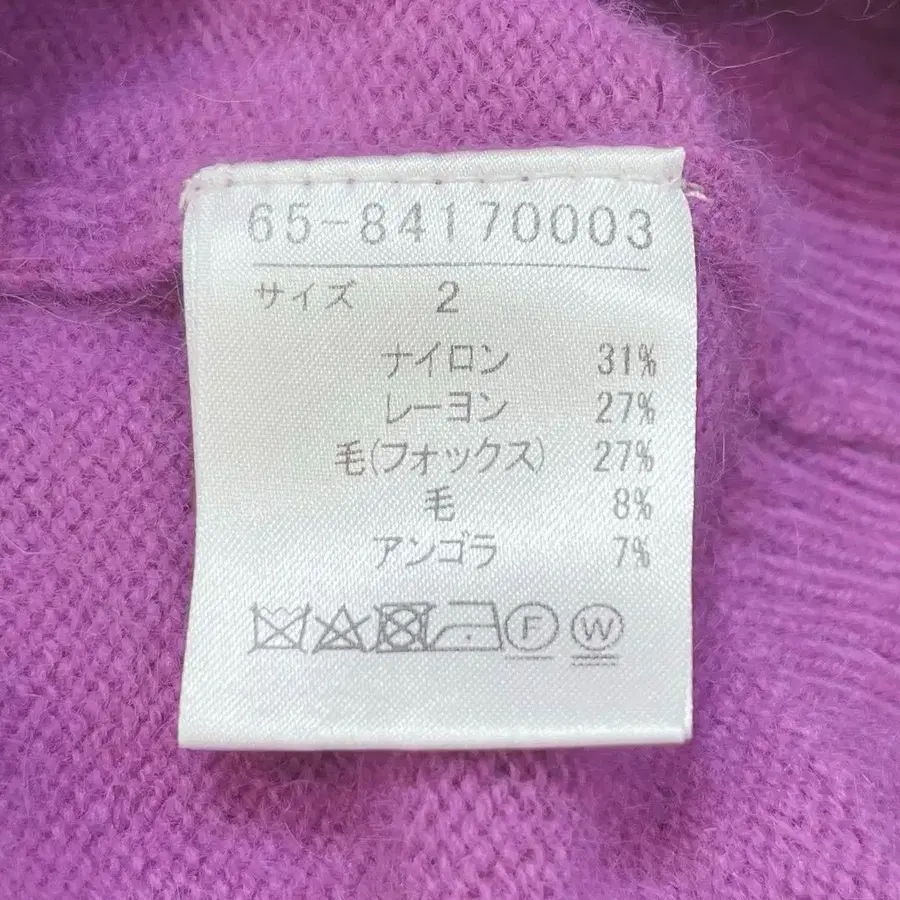 65-84170003
サイズ 2
ナイロン 31%
レーヨン 27%
毛(フォックス) 27%
毛 8%
アンゴラ 7%
F W